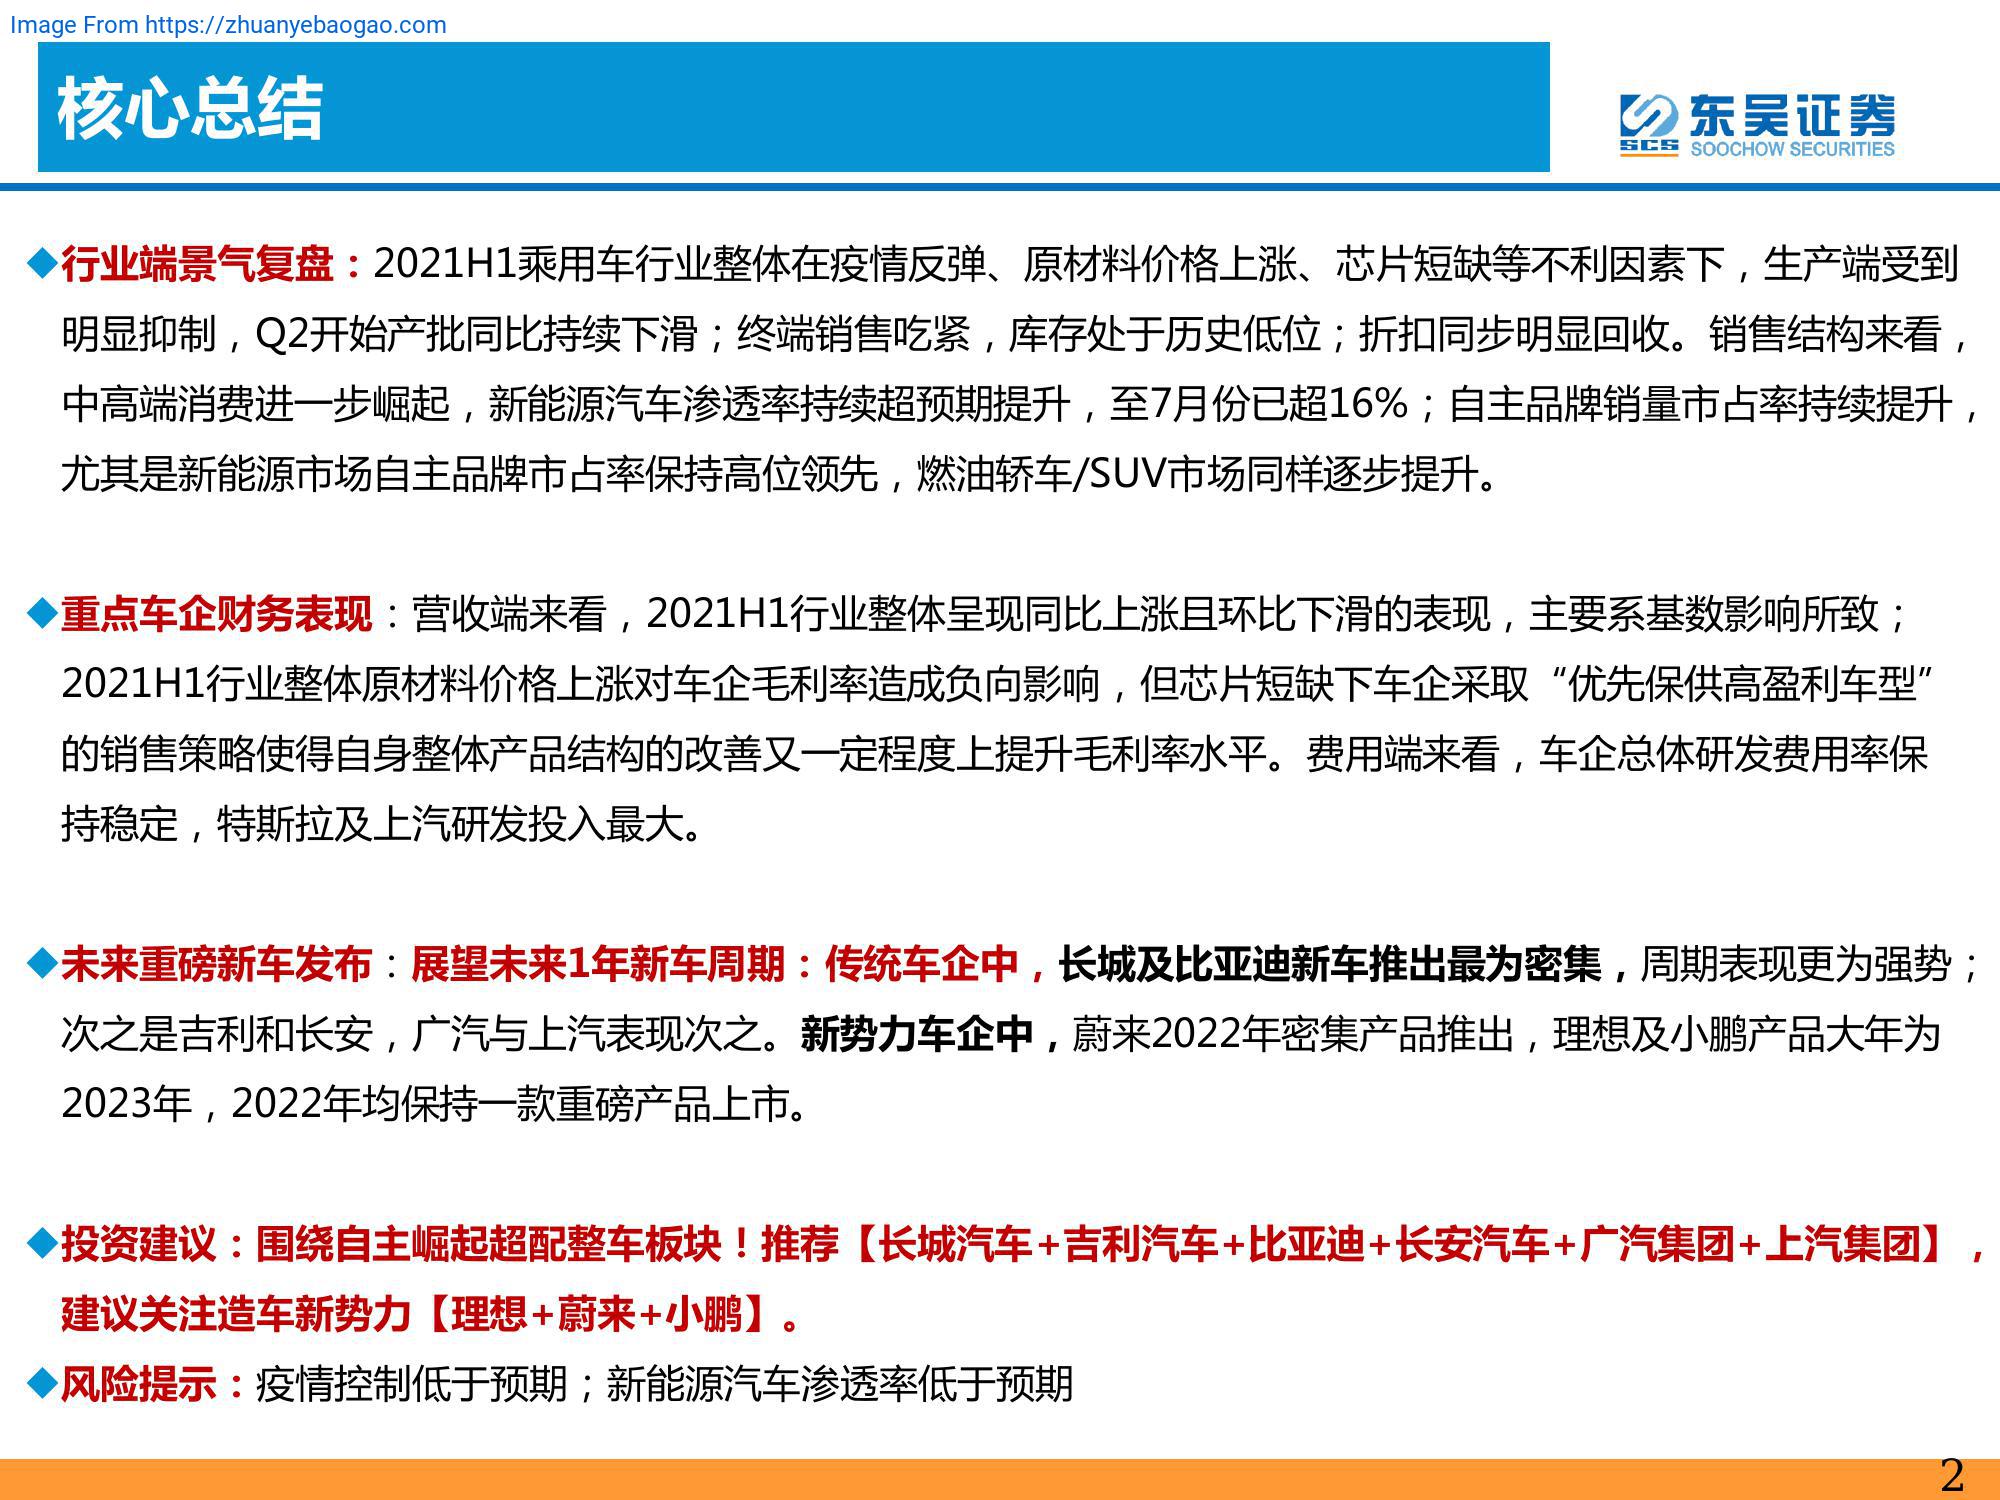 Image From https://zhuanyebaogao.com
核心总结
东吴证券
SCS
SOOCHOW SECURITIES
◆行业端景气复盘：2021H1乘用车行业整体在疫情反弹、原材料价格上涨、芯片短缺等不利因素下，生产端受到
明显抑制，Q2开始产批同比持续下滑；终端销售吃紧，库存处于历史低位；折扣同步明显回收。销售结构来看，
中高端消费进一步崛起，新能源汽车渗透率持续超预期提升，至7月份已超16%；自主品牌销量市占率持续提升，
尤其是新能源市场自主品牌市占率保持高位领先，燃油轿车/SUV市场同样逐步提升。
◆重点车企财务表现：营收端来看，2021H1行业整体呈现同比上涨且环比下滑的表现，主要系基数影响所致；
2021H1行业整体原材料价格上涨对车企毛利率造成负向影响，但芯片短缺下车企采取“优先保供高盈利车型”
的销售策略使得自身整体产品结构的改善又一定程度上提升毛利率水平。费用端来看，车企总体研发费用率保
持稳定，特斯拉及上汽研发投入最大。
◆未来重磅新车发布：展望未来1年新车周期：传统车企中，长城及比亚迪新车推出最为密集，周期表现更为强势；
次之是吉利和长安，广汽与上汽表现次之。新势力车企中，蔚来2022年密集产品推出，理想及小鹏产品大年为
2023年，2022年均保持一款重磅产品上市。
◆投资建议：围绕自主崛起超配整车板块！推荐【长城汽车+吉利汽车+比亚迪+长安汽车+广汽集团+上汽集团】，
建议关注造车新势力【理想+蔚来+小鹏】。
◆风险提示：疫情控制低于预期；新能源汽车渗透率低于预期
2